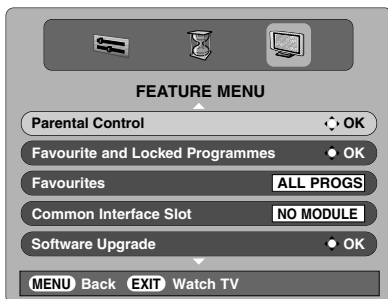 FEATURE MENU
Parental Control OK
Favourite and Locked Programmes OK
Favourites ALL PROGS
Common Interface Slot NO MODULE
Software Upgrade OK
MENU Back EXIT Watch TV